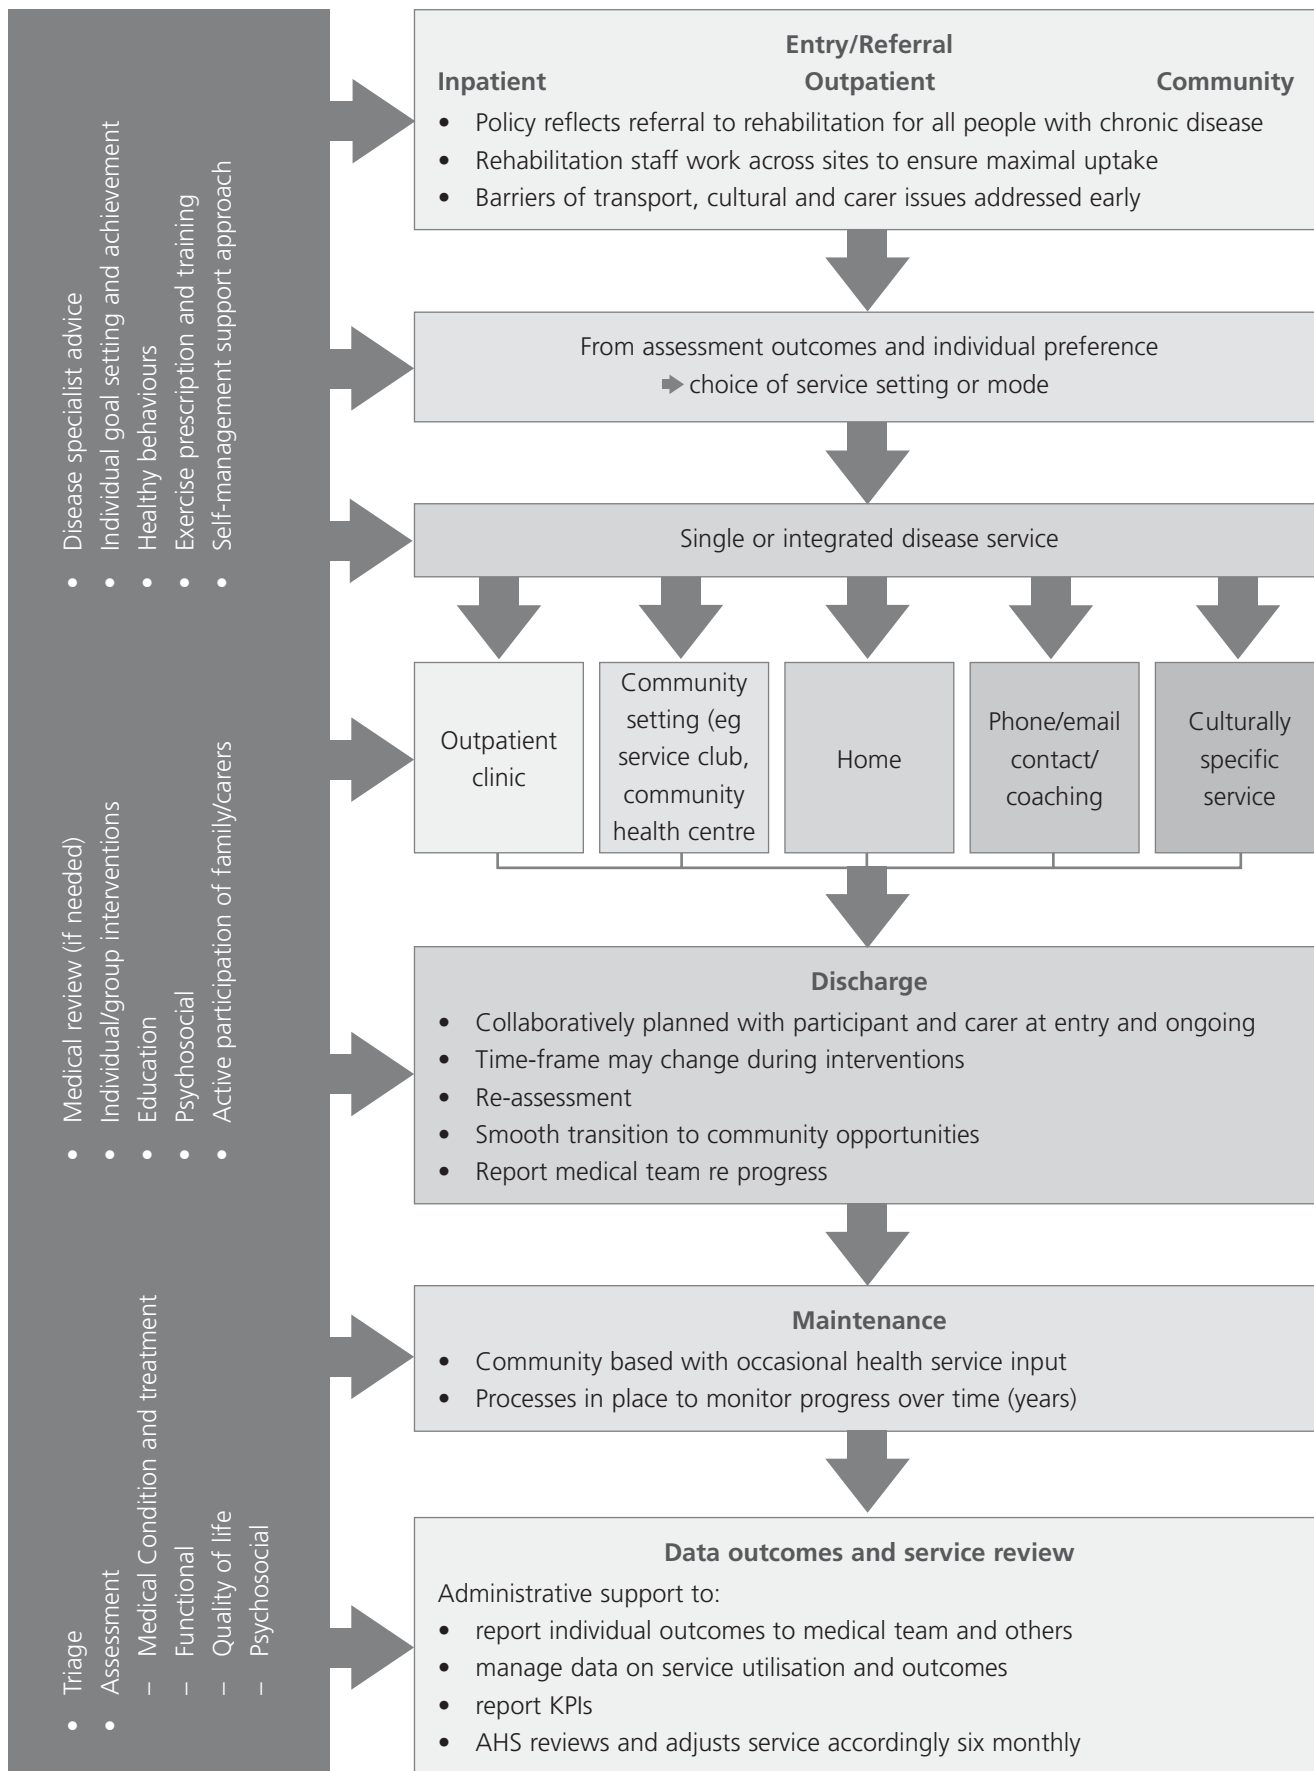 • Triage
• Assessment
– Medical Condition and treatment
– Functional
– Quality of life
– Psychosocial
• Medical review (if needed)
• Individual/group interventions
• Education
• Psychosocial
• Active participation of family/carers
• Disease specialist advice
• Individual goal setting and achievement
• Healthy behaviours
• Exercise prescription and training
• Self-management support approach
Entry/Referral
Inpatient Outpatient Community
• Policy reflects referral to rehabilitation for all people with chronic disease
• Rehabilitation staff work across sites to ensure maximal uptake
• Barriers of transport, cultural and carer issues addressed early
From assessment outcomes and individual preference
choice of service setting or mode
Single or integrated disease service
Outpatient
clinic
Community
setting (eg
service club,
community
health centre
Home
Phone/email
contact/
coaching
Culturally
specific
service
Discharge
• Collaboratively planned with participant and carer at entry and ongoing
• Time-frame may change during interventions
• Re-assessment
• Smooth transition to community opportunities
• Report medical team re progress
Maintenance
• Community based with occasional health service input
• Processes in place to monitor progress over time (years)
Data outcomes and service review
Administrative support to:
• report individual outcomes to medical team and others
• manage data on service utilisation and outcomes
• report KPIs
• AHS reviews and adjusts service accordingly six monthly